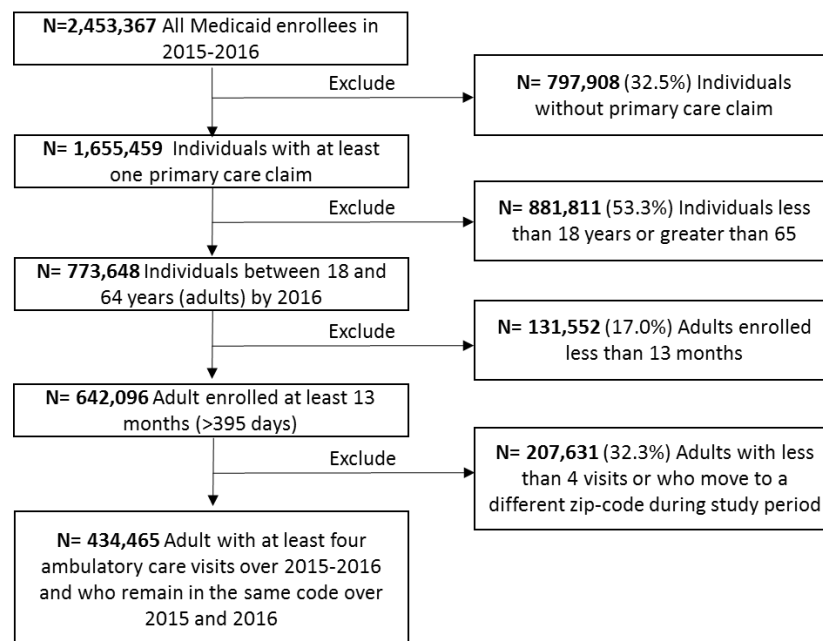 N=2,453,367 All Medicaid enrollees in
2015-2016
Exclude
N= 797,908 (32.5%) Individuals
without primary care claim
N= 1,655,459 Individuals with at least
one primary care claim
Exclude
N= 881,811 (53.3%) Individuals less
than 18 years or greater than 65
N= 773,648 Individuals between 18 and
64 years (adults) by 2016
Exclude
N= 131,552 (17.0%) Adults enrolled
less than 13 months
N= 642,096 Adult enrolled at least 13
months (>395 days)
Exclude
N= 207,631 (32.3%) Adults with less
than 4 visits or who move to a
different zip-code during study period
N= 434,465 Adult with at least four
ambulatory care visits over 2015-2016
and who remain in the same code over
2015 and 2016